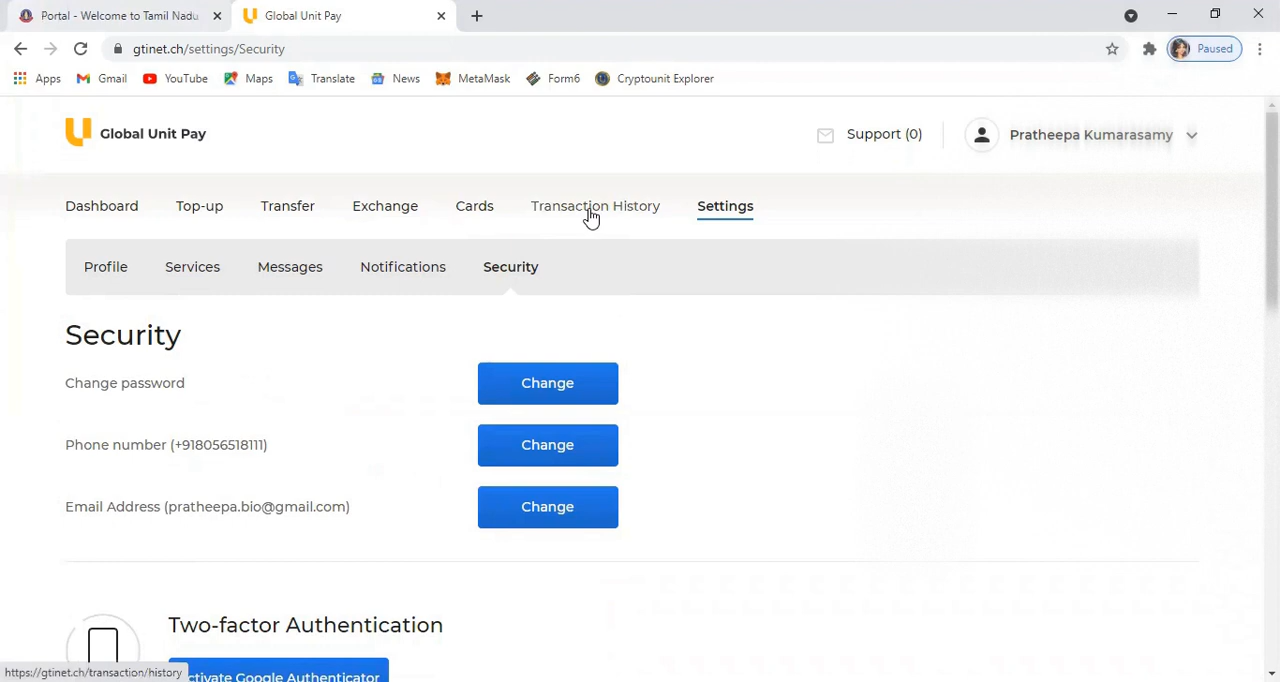 Portal - Welcome to Tamil Nadu
Global Unit Pay
gtinet.ch/settings/Security
Paused
Apps Gmail YouTube Maps Translate News MetaMask Form6 Cryptounit Explorer
Global Unit Pay
Support (0)
Pratheepa Kumarasamy
Dashboard Top-up Transfer Exchange Cards Transaction History Settings
Profile Services Messages Notifications Security
Security
Change password Change
Phone number (+918056518111) Change
Email Address (pratheepa.bio@gmail.com) Change
Two-factor Authentication
ctivate Google Authenticator
https://gtinet.ch/transaction/history